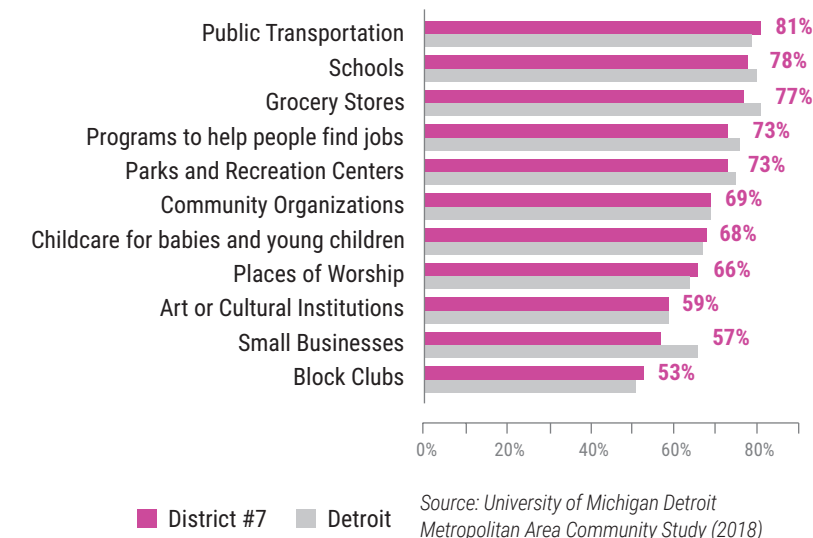 Public Transportation 81%
Schools 78%
Grocery Stores 77%
Programs to help people find jobs 73%
Parks and Recreation Centers 73%
Community Organizations 69%
Childcare for babies and young children 68%
Places of Worship 66%
Art or Cultural Institutions 59%
Small Businesses 57%
Block Clubs 53%
0% 20% 40% 60% 80%
District #7 Detroit
Source: University of Michigan Detroit
Metropolitan Area Community Study (2018)